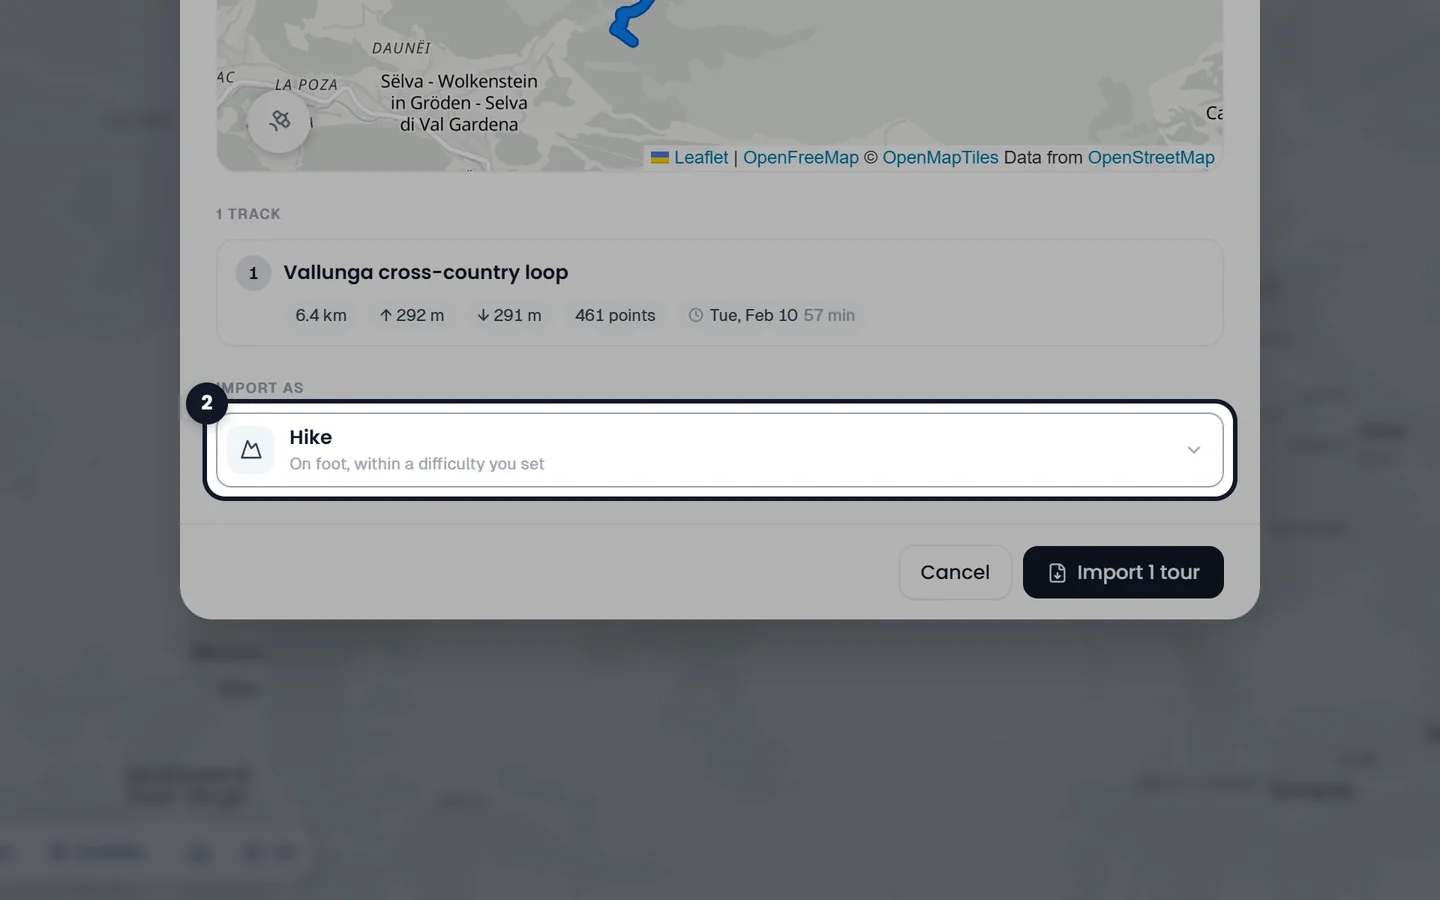 DAUNËI
AC
LA POZA
Sëlva - Wolkenstein
in Gröden - Selva
di Val Gardena
Ca
Leaflet | OpenFreeMap © OpenMapTiles Data from OpenStreetMap
1 TRACK
1
Vallunga cross-country loop
6.4 km
↑ 292 m
↓ 291 m
461 points
Tue, Feb 10 57 min
IMPORT AS
2
Hike
On foot, within a difficulty you set
Cancel
Import 1 tour